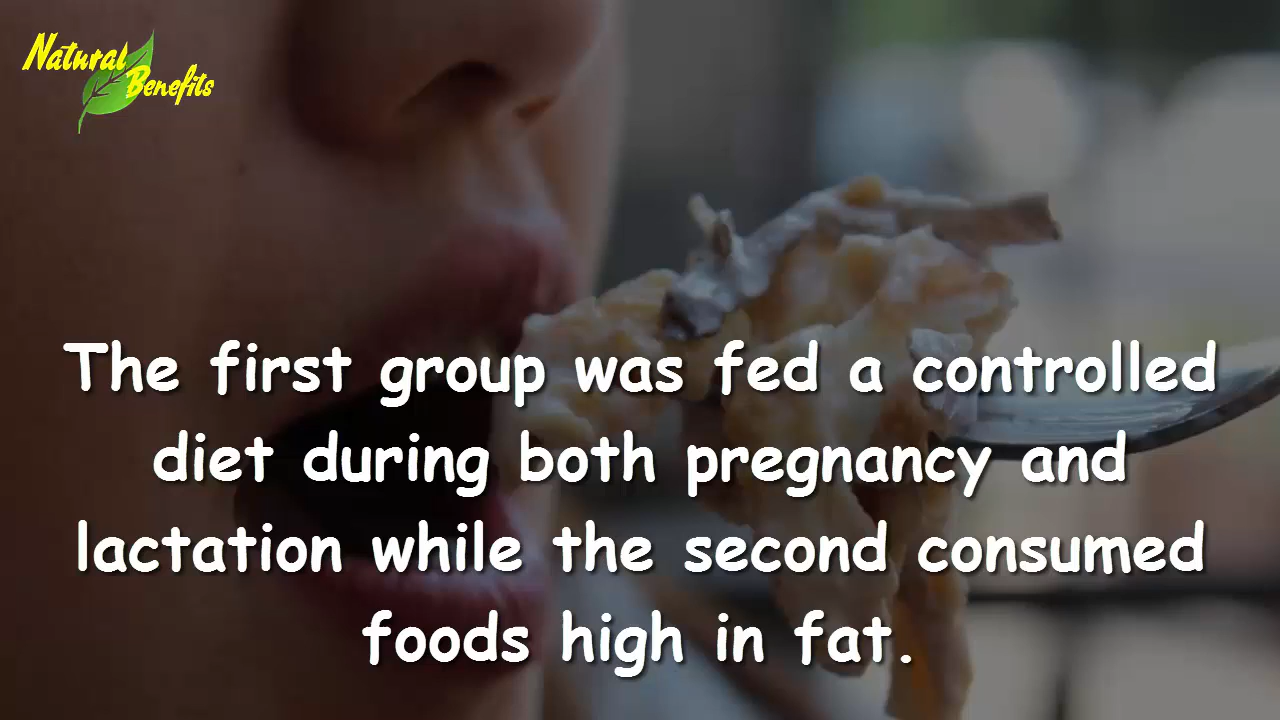 Natural
Benefits
The first group was fed a controlled
diet during both pregnancy and
lactation while the second consumed
foods high in fat.